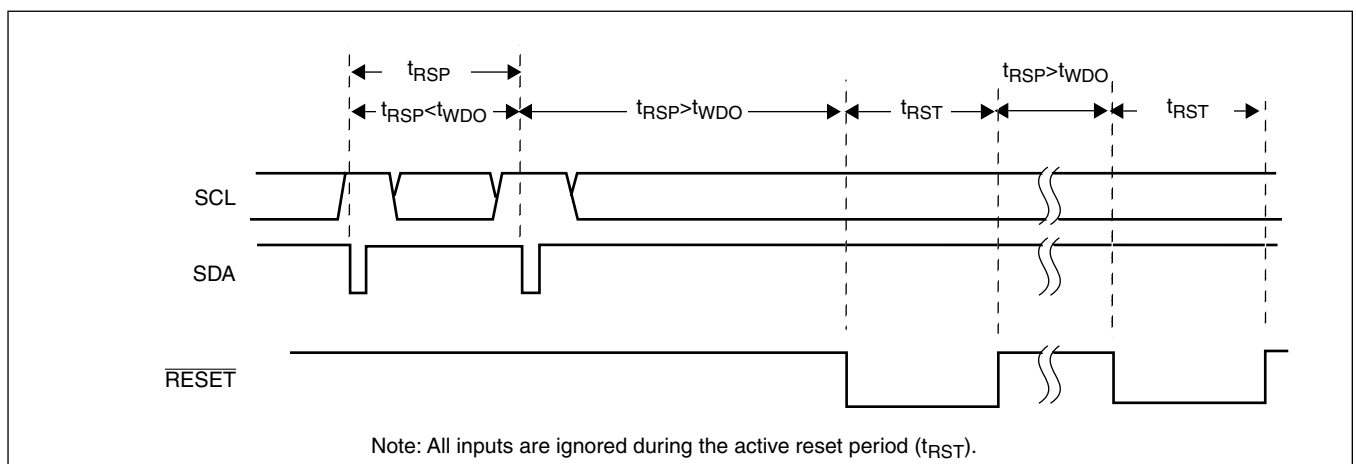 tRSP
tRSP>tWDO
tRSP<tWDO
tRSP>tWDO
tRST
tRST
SCL
SDA
RESET
Note: All inputs are ignored during the active reset period (tRST).